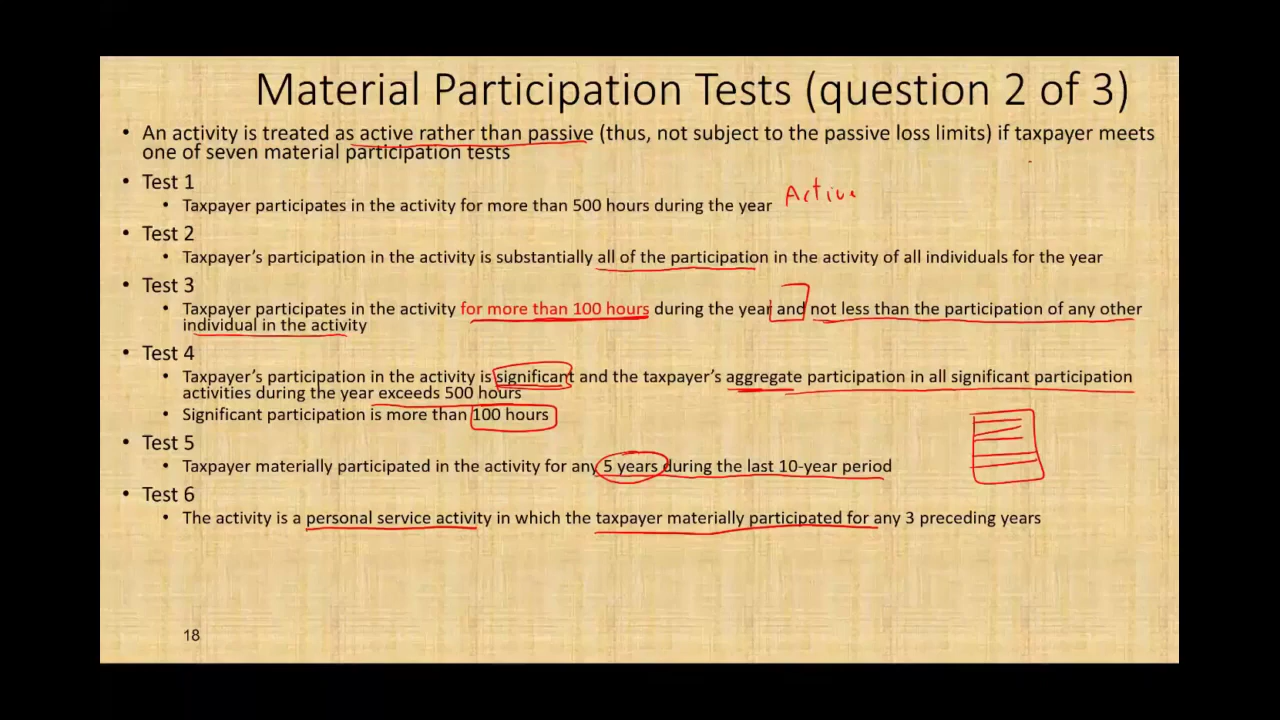 Material Participation Tests (question 2 of 3)
• An activity is treated as active rather than passive (thus, not subject to the passive loss limits) if taxpayer meets
one of seven material participation tests
• Test 1
• Taxpayer participates in the activity for more than 500 hours during the year Active
• Test 2
• Taxpayer’s participation in the activity is substantially all of the participation in the activity of all individuals for the year
• Test 3
• Taxpayer participates in the activity for more than 100 hours during the year and not less than the participation of any other
individual in the activity
• Test 4
• Taxpayer’s participation in the activity is significant and the taxpayer’s aggregate participation in all significant participation
activities during the year exceeds 500 hours
• Significant participation is more than 100 hours
• Test 5
• Taxpayer materially participated in the activity for any 5 years during the last 10-year period
• Test 6
• The activity is a personal service activity in which the taxpayer materially participated for any 3 preceding years
18